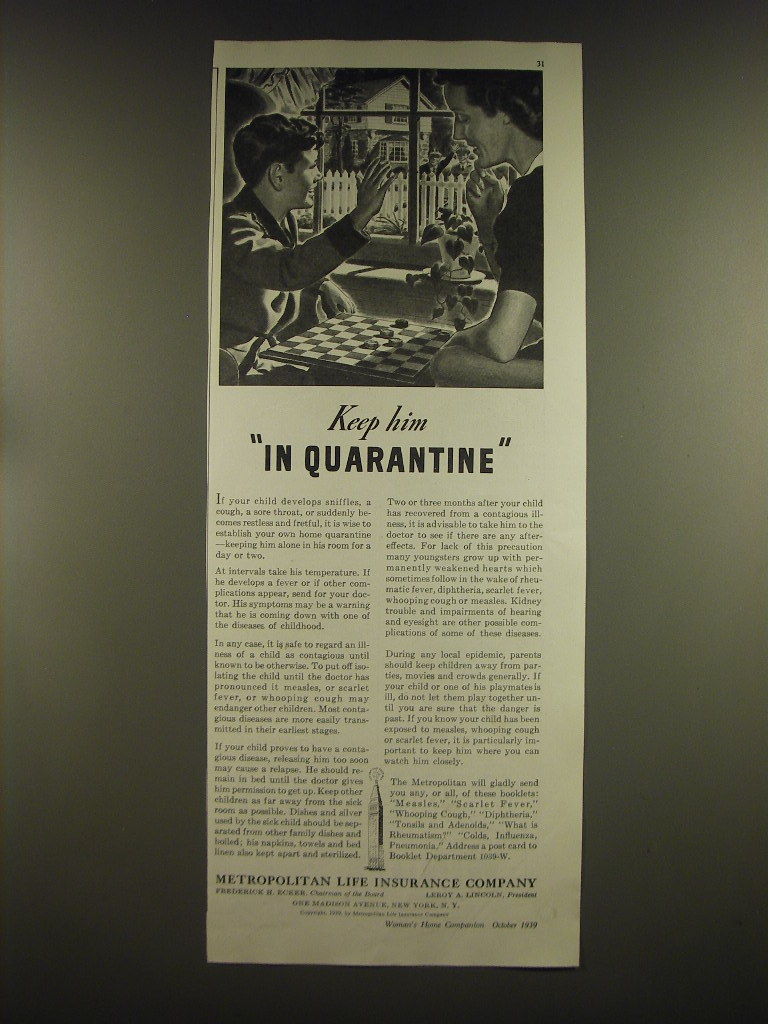 31
Keep him
"IN QUARANTINE"
If your child develops sniffles, a
cough, a sore throat, or suddenly be-
comes restless and fretful, it is wise to
establish your own home quarantine
—keeping him alone in his room for a
day or two.
At intervals take his temperature. If
he develops a fever or if other com-
plications appear, send for your doc-
tor. His symptoms may be a warning
that he is coming down with one of
the diseases of childhood.
In any case, it is safe to regard an ill-
ness of a child as contagious until
known to be otherwise. To put off iso-
lating the child until the doctor has
pronounced it measles, or scarlet
fever, or whooping cough may
endanger other children. Most conta-
gious diseases are more easily trans-
mitted in their earliest stages.
If your child proves to have a conta-
gious disease, releasing him too soon
may cause a relapse. He should re-
main in bed until the doctor gives
him permission to get up. Keep other
children as far away from the sick
room as possible. Dishes and silver
used by the sick child should be sep-
arated from other family dishes and
boiled; his napkins, towels and bed
linen also kept apart and sterilized.
Two or three months after your child
has recovered from a contagious ill-
ness, it is advisable to take him to the
doctor to see if there are any after-
effects. For lack of this precaution
many youngsters grow up with per-
manently weakened hearts which
sometimes follow in the wake of rheu-
matic fever, diphtheria, scarlet fever,
whooping cough or measles. Kidney
trouble and impairments of hearing
and eyesight are other possible com-
plications of some of these diseases.
During any local epidemic, parents
should keep children away from par-
ties, movies and crowds generally. If
your child or one of his playmates is
ill, do not let them play together un-
til you are sure that the danger is
past. If you know your child has been
exposed to measles, whooping cough
or scarlet fever, it is particularly im-
portant to keep him where you can
watch him closely.
The Metropolitan will gladly send
you any, or all, of these booklets:
"Measles," "Scarlet Fever,"
"Whooping Cough," "Diphtheria,"
"Tonsils and Adenoids," "What is
Rheumatism?" "Colds, Influenza,
Pneumonia." Address a post card to
Booklet Department 1039-W.
METROPOLITAN LIFE INSURANCE COMPANY
FREDERICK H. ECKER, Chairman of the Board LEROY A. LINCOLN, President
ONE MADISON AVENUE, NEW YORK, N. Y.
Copyright, 1939, by Metropolitan Life Insurance Company
Woman's Home Companion October 1939